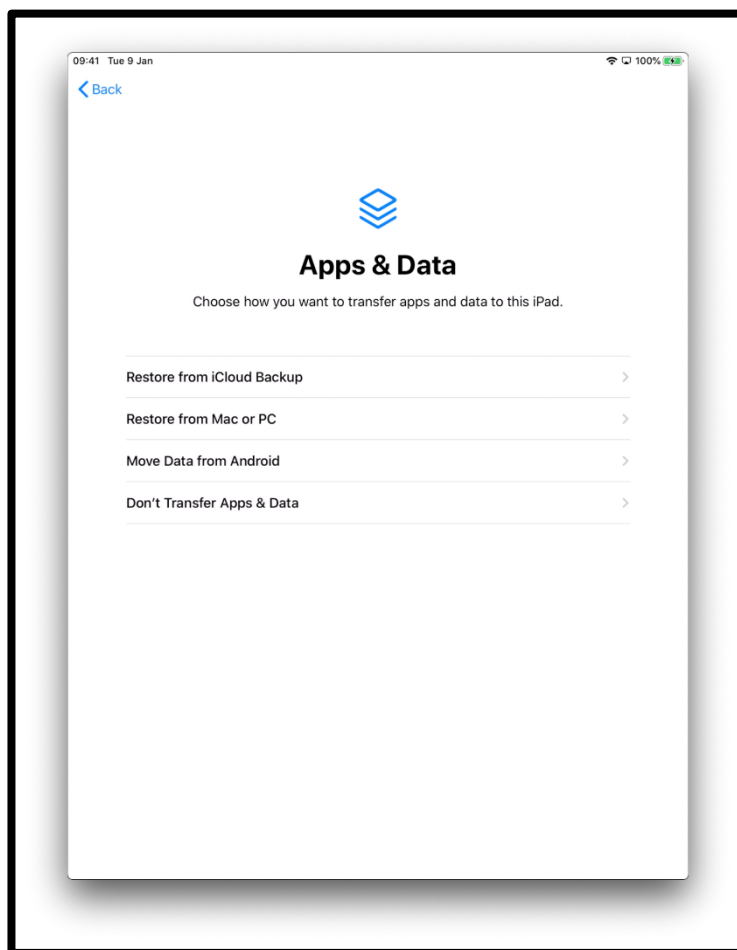 09:41 Tue 9 Jan 100%
Back
Apps & Data
Choose how you want to transfer apps and data to this iPad.
Restore from iCloud Backup
Restore from Mac or PC
Move Data from Android
Don’t Transfer Apps & Data